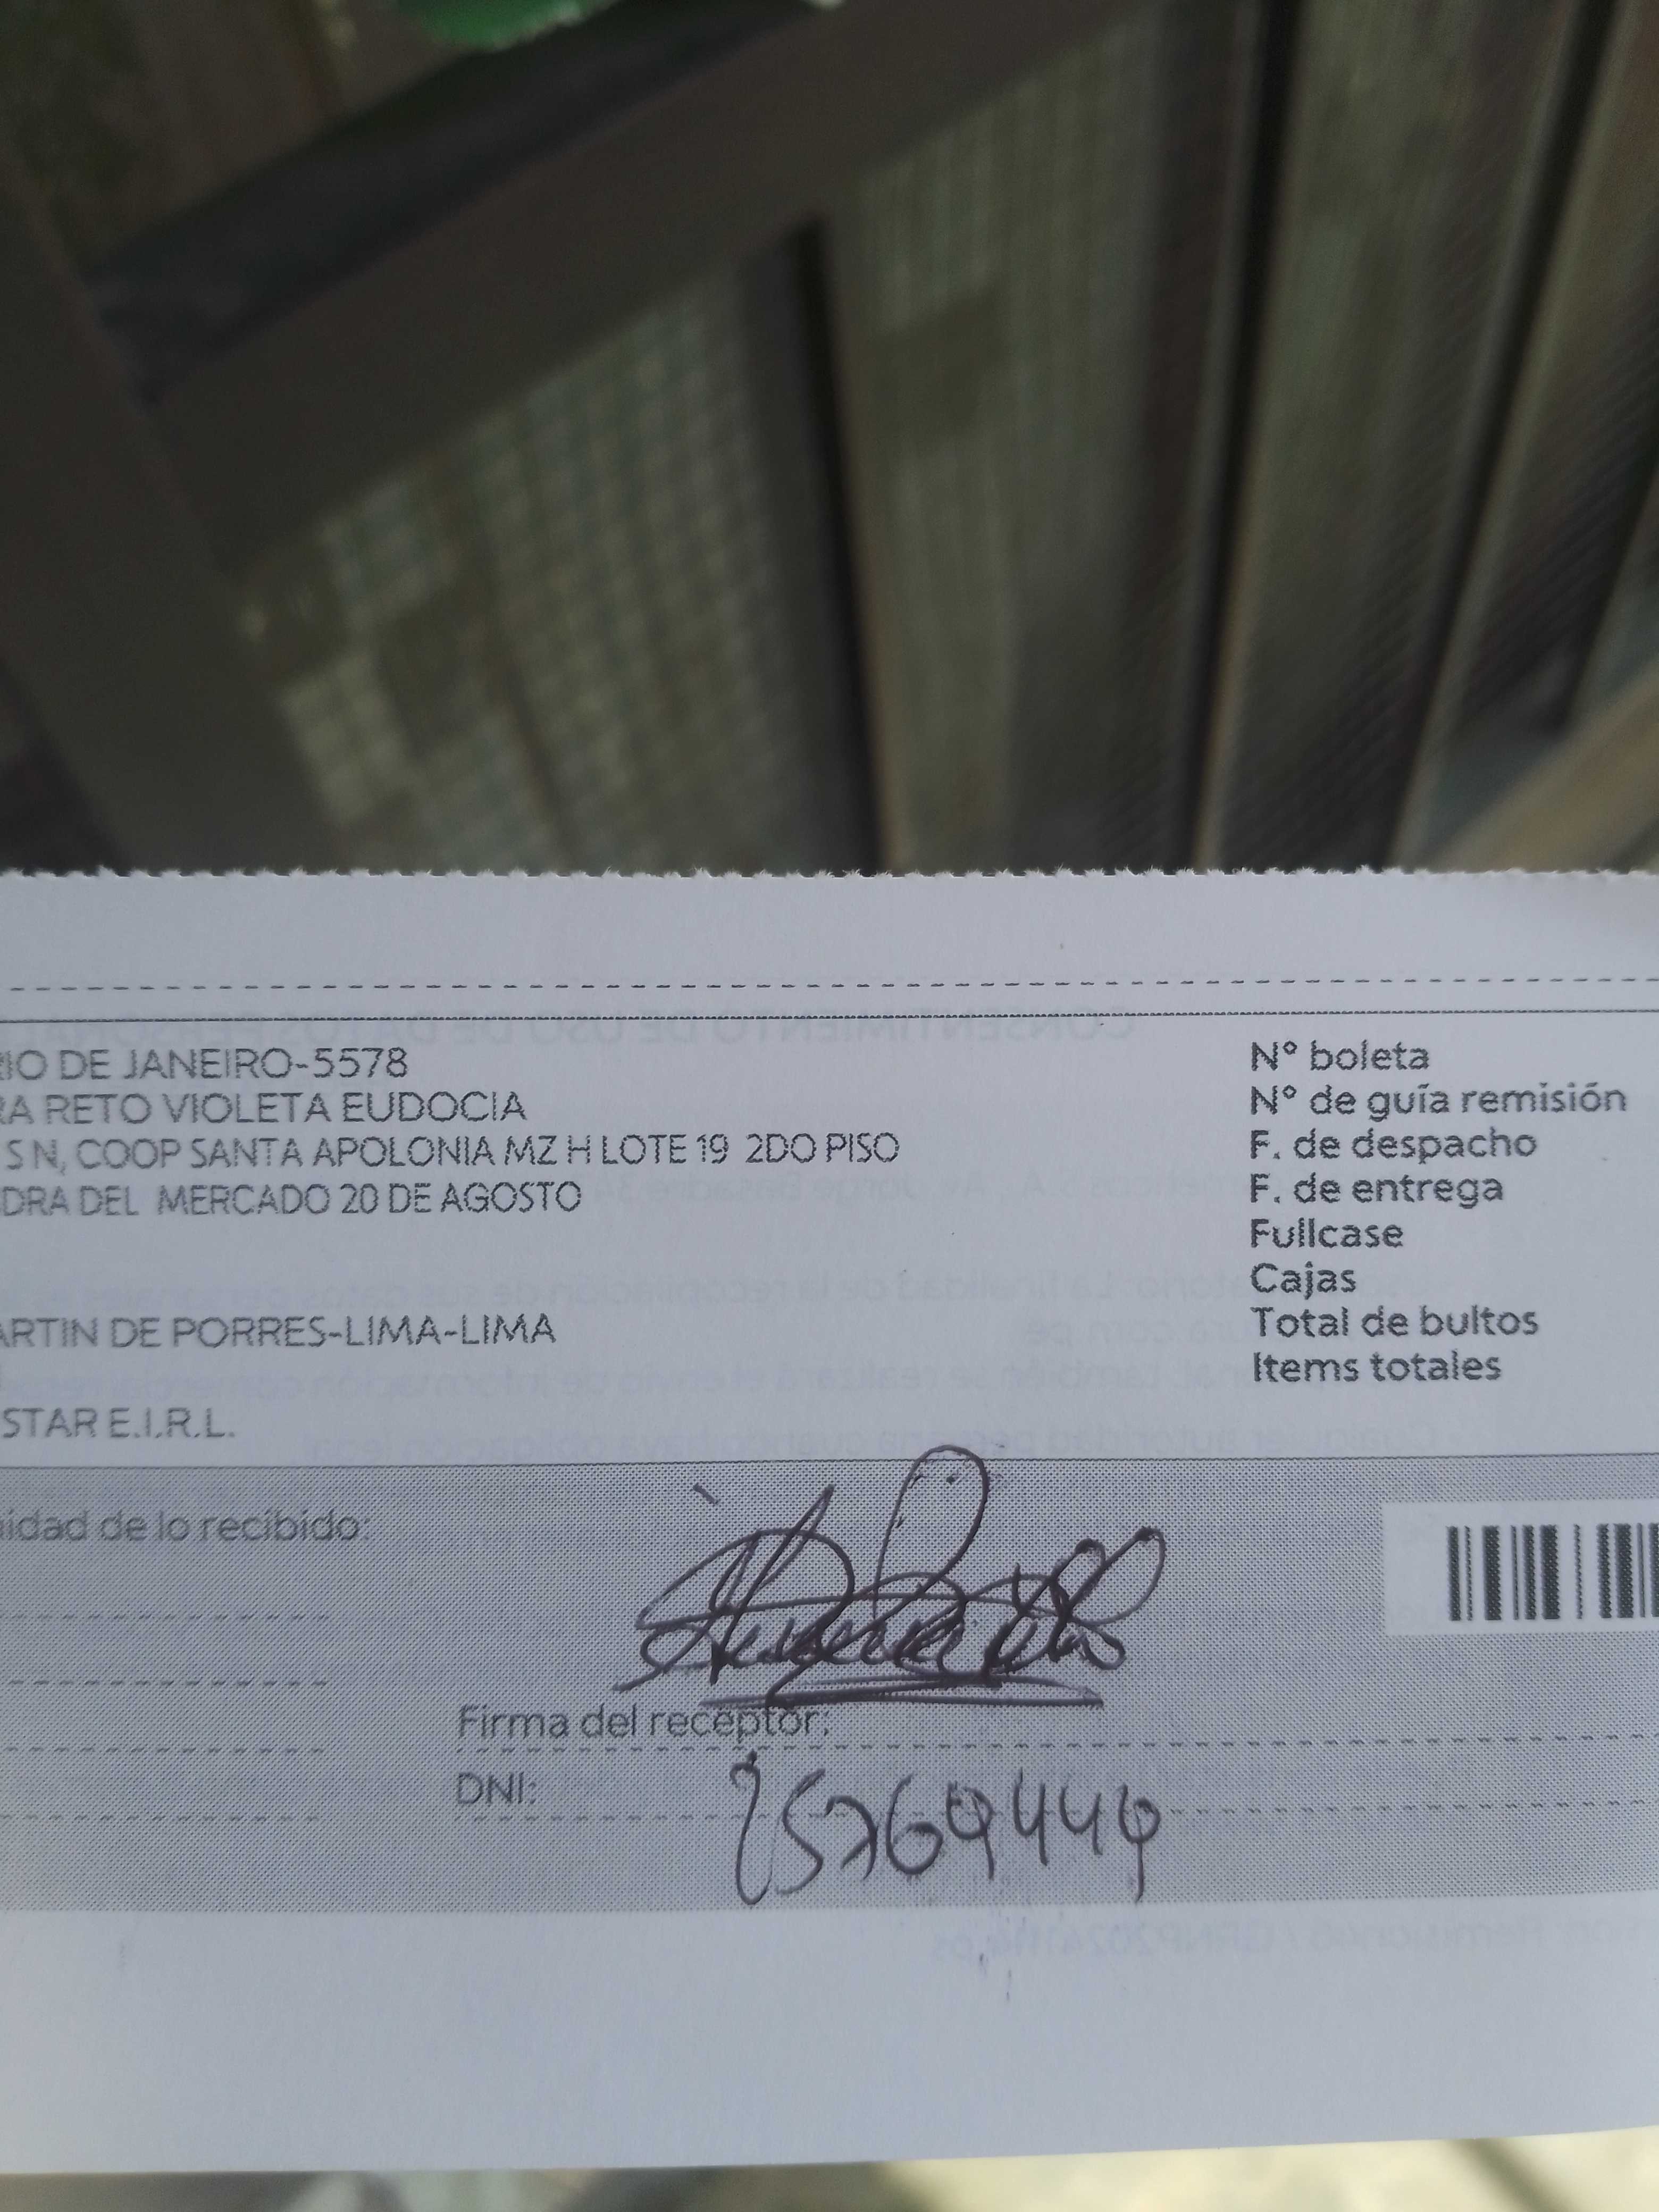 RIO DE JANEIRO-5578
RA RETO VIOLETA EUDOCIA
S N, COOP SANTA APOLONIA MZ H LOTE 19 2DO PISO
DRA DEL MERCADO 20 DE AGOSTO
ARTIN DE PORRES-LIMA-LIMA
STAR E.I.R.L.
N° boleta
N° de guía remisión
F. de despacho
F. de entrega
Fullcase
Cajas
Total de bultos
Items totales
idad de lo recibido:
Firma del receptor:
DNI: